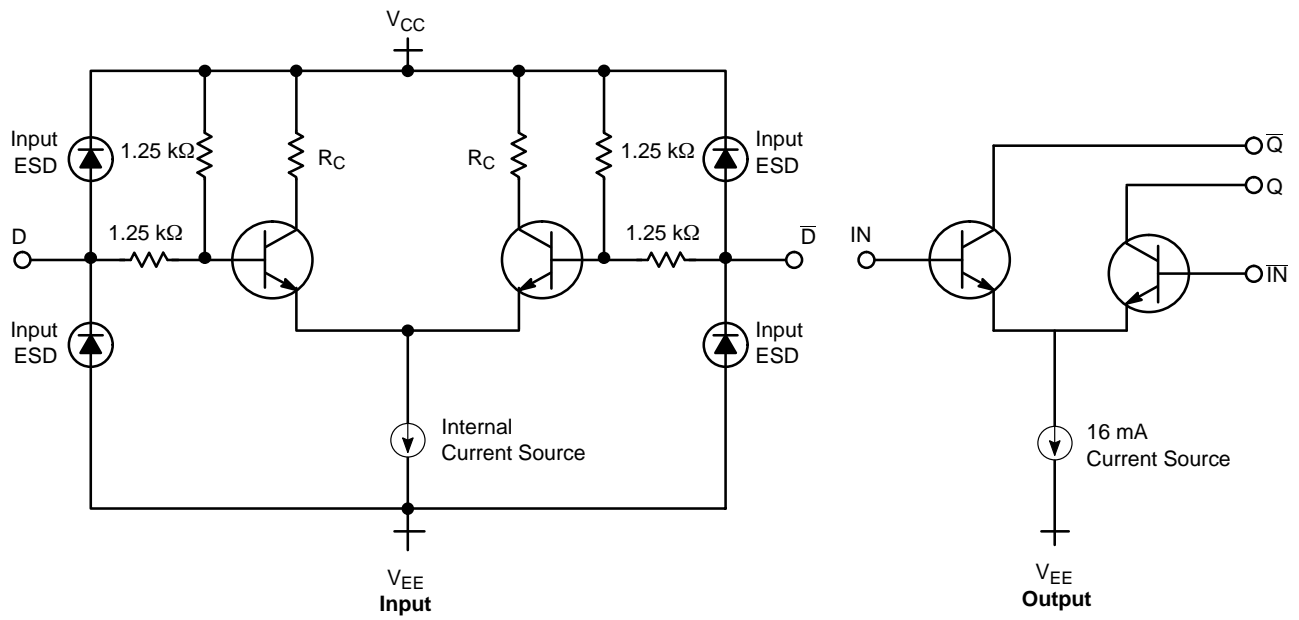 V_CC
Input
ESD
1.25 kΩ
R_C
R_C
1.25 kΩ
Input
ESD
Q̅
Q
D
1.25 kΩ
1.25 kΩ
D̅
IN
I̅N̅
Input
ESD
Input
ESD
Internal
Current Source
16 mA
Current Source
V_EE
Input
V_EE
Output